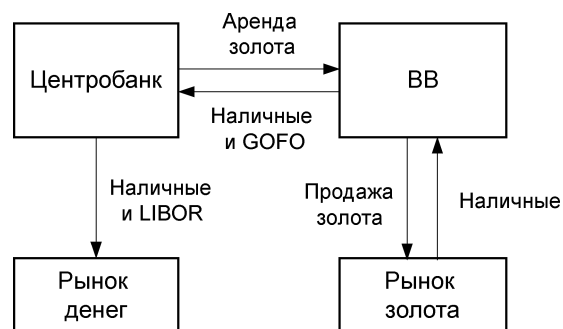 Аренда
золота
Центробанк
ВВ
Наличные
и GOFO
Наличные
и LIBOR
Продажа
золота
Наличные
Рынок
денег
Рынок
золота